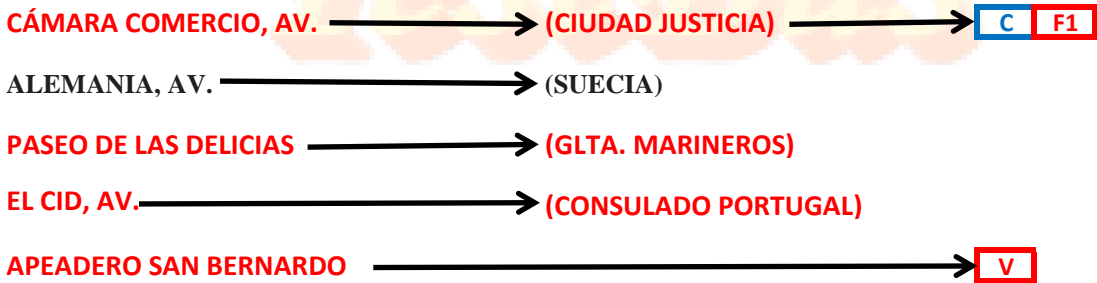 CÁMARA COMERCIO, AV. (CIUDAD JUSTICIA) C F1
ALEMANIA, AV. (SUECIA)
PASEO DE LAS DELICIAS (GLTA. MARINEROS)
EL CID, AV. (CONSULADO PORTUGAL)
APEADERO SAN BERNARDO V